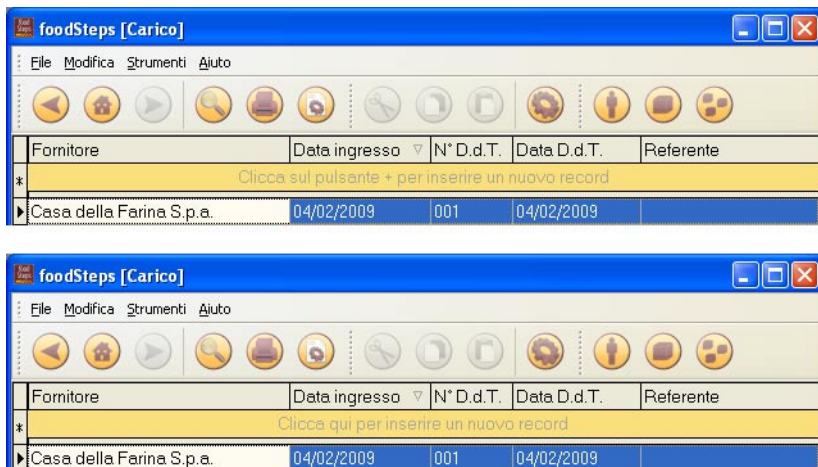 foodSteps [Carico]
File Modifica Strumenti Aiuto
Fornitore Data ingresso N° D.d.T. Data D.d.T. Referente
* Clicca sul pulsante + per inserire un nuovo record
Casa della Farina S.p.a. 04/02/2009 001 04/02/2009
foodSteps [Carico]
File Modifica Strumenti Aiuto
Fornitore Data ingresso N° D.d.T. Data D.d.T. Referente
* Clicca qui per inserire un nuovo record
Casa della Farina S.p.a. 04/02/2009 001 04/02/2009